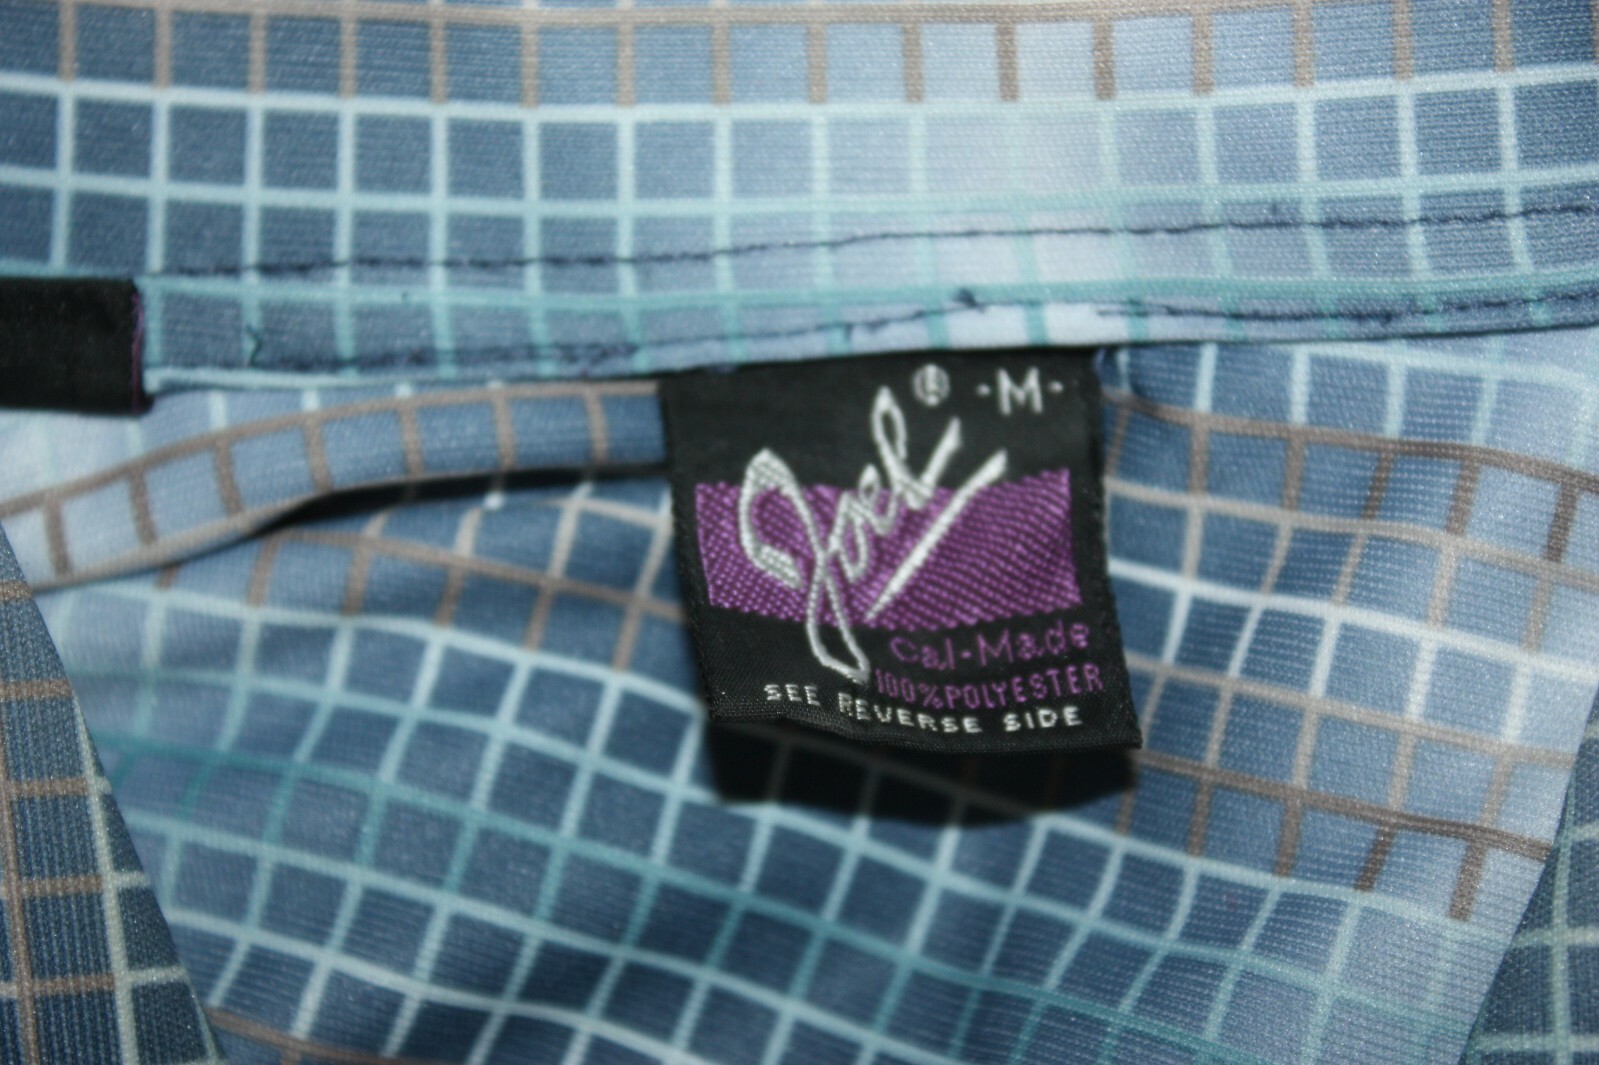 Joel® -M-
Cal-Made
100% POLYESTER
SEE REVERSE SIDE